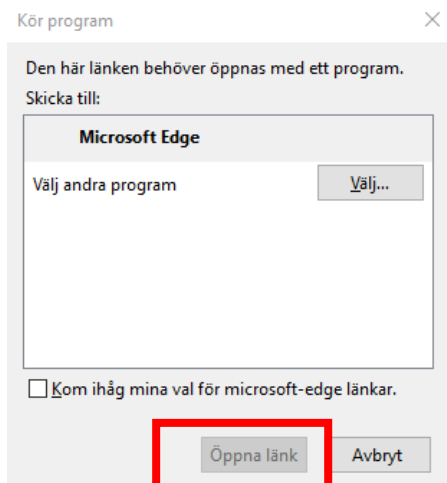 Kör program
Den här länken behöver öppnas med ett program.
Skicka till:
Microsoft Edge
Välj andra program
Välj...
Kom ihåg mina val för microsoft-edge länkar.
Öppna länk
Avbryt